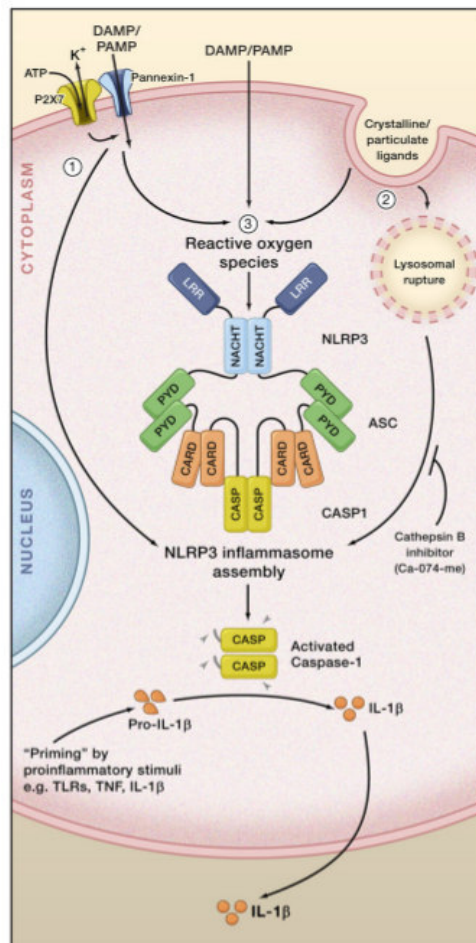 DAMP/
PAMP
K+
ATP
P2X7
Pannexin-1
DAMP/PAMP
Crystalline/
particulate
ligands
1
2
3
CYTOPLASM
Reactive oxygen
species
Lysosomal
rupture
LRR
LRR
NACHT
NACHT
NLRP3
PYD
PYD
PYD
PYD
ASC
CARD
CARD
CARD
CARD
CASP
CASP
CASP1
NUCLEUS
NLRP3 inflammasome
assembly
Cathepsin B
inhibitor
(Ca-074-me)
CASP
CASP
Activated
Caspase-1
Pro-IL-1β
IL-1β
"Priming" by
proinflammatory stimuli
e.g. TLRs, TNF, IL-1β
IL-1β